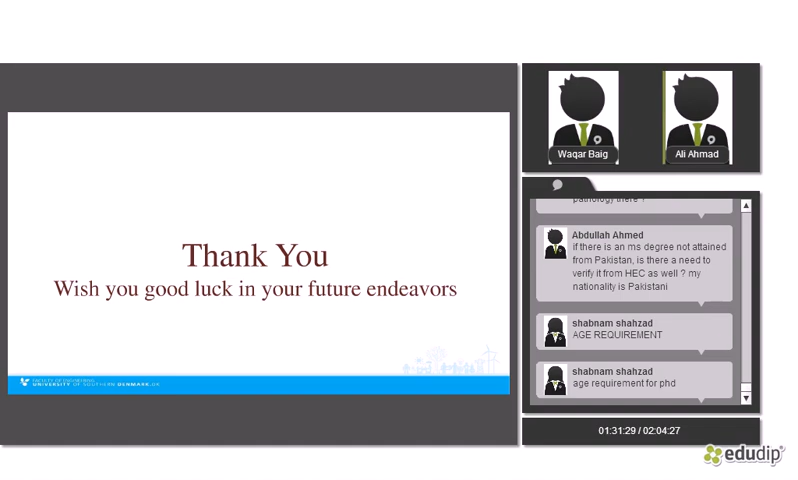 Thank You
Wish you good luck in your future endeavors
FACULTY OF ENGINEERING
UNIVERSITY OF SOUTHERN DENMARK.DK
Waqar Baig
Ali Ahmad
pathology there ?
Abdullah Ahmed
if there is an ms degree not attained
from Pakistan, is there a need to
verify it from HEC as well ? my
nationality is Pakistani
shabnam shahzad
AGE REQUIREMENT
shabnam shahzad
age requirement for phd
01:31:29 / 02:04:27
edudip